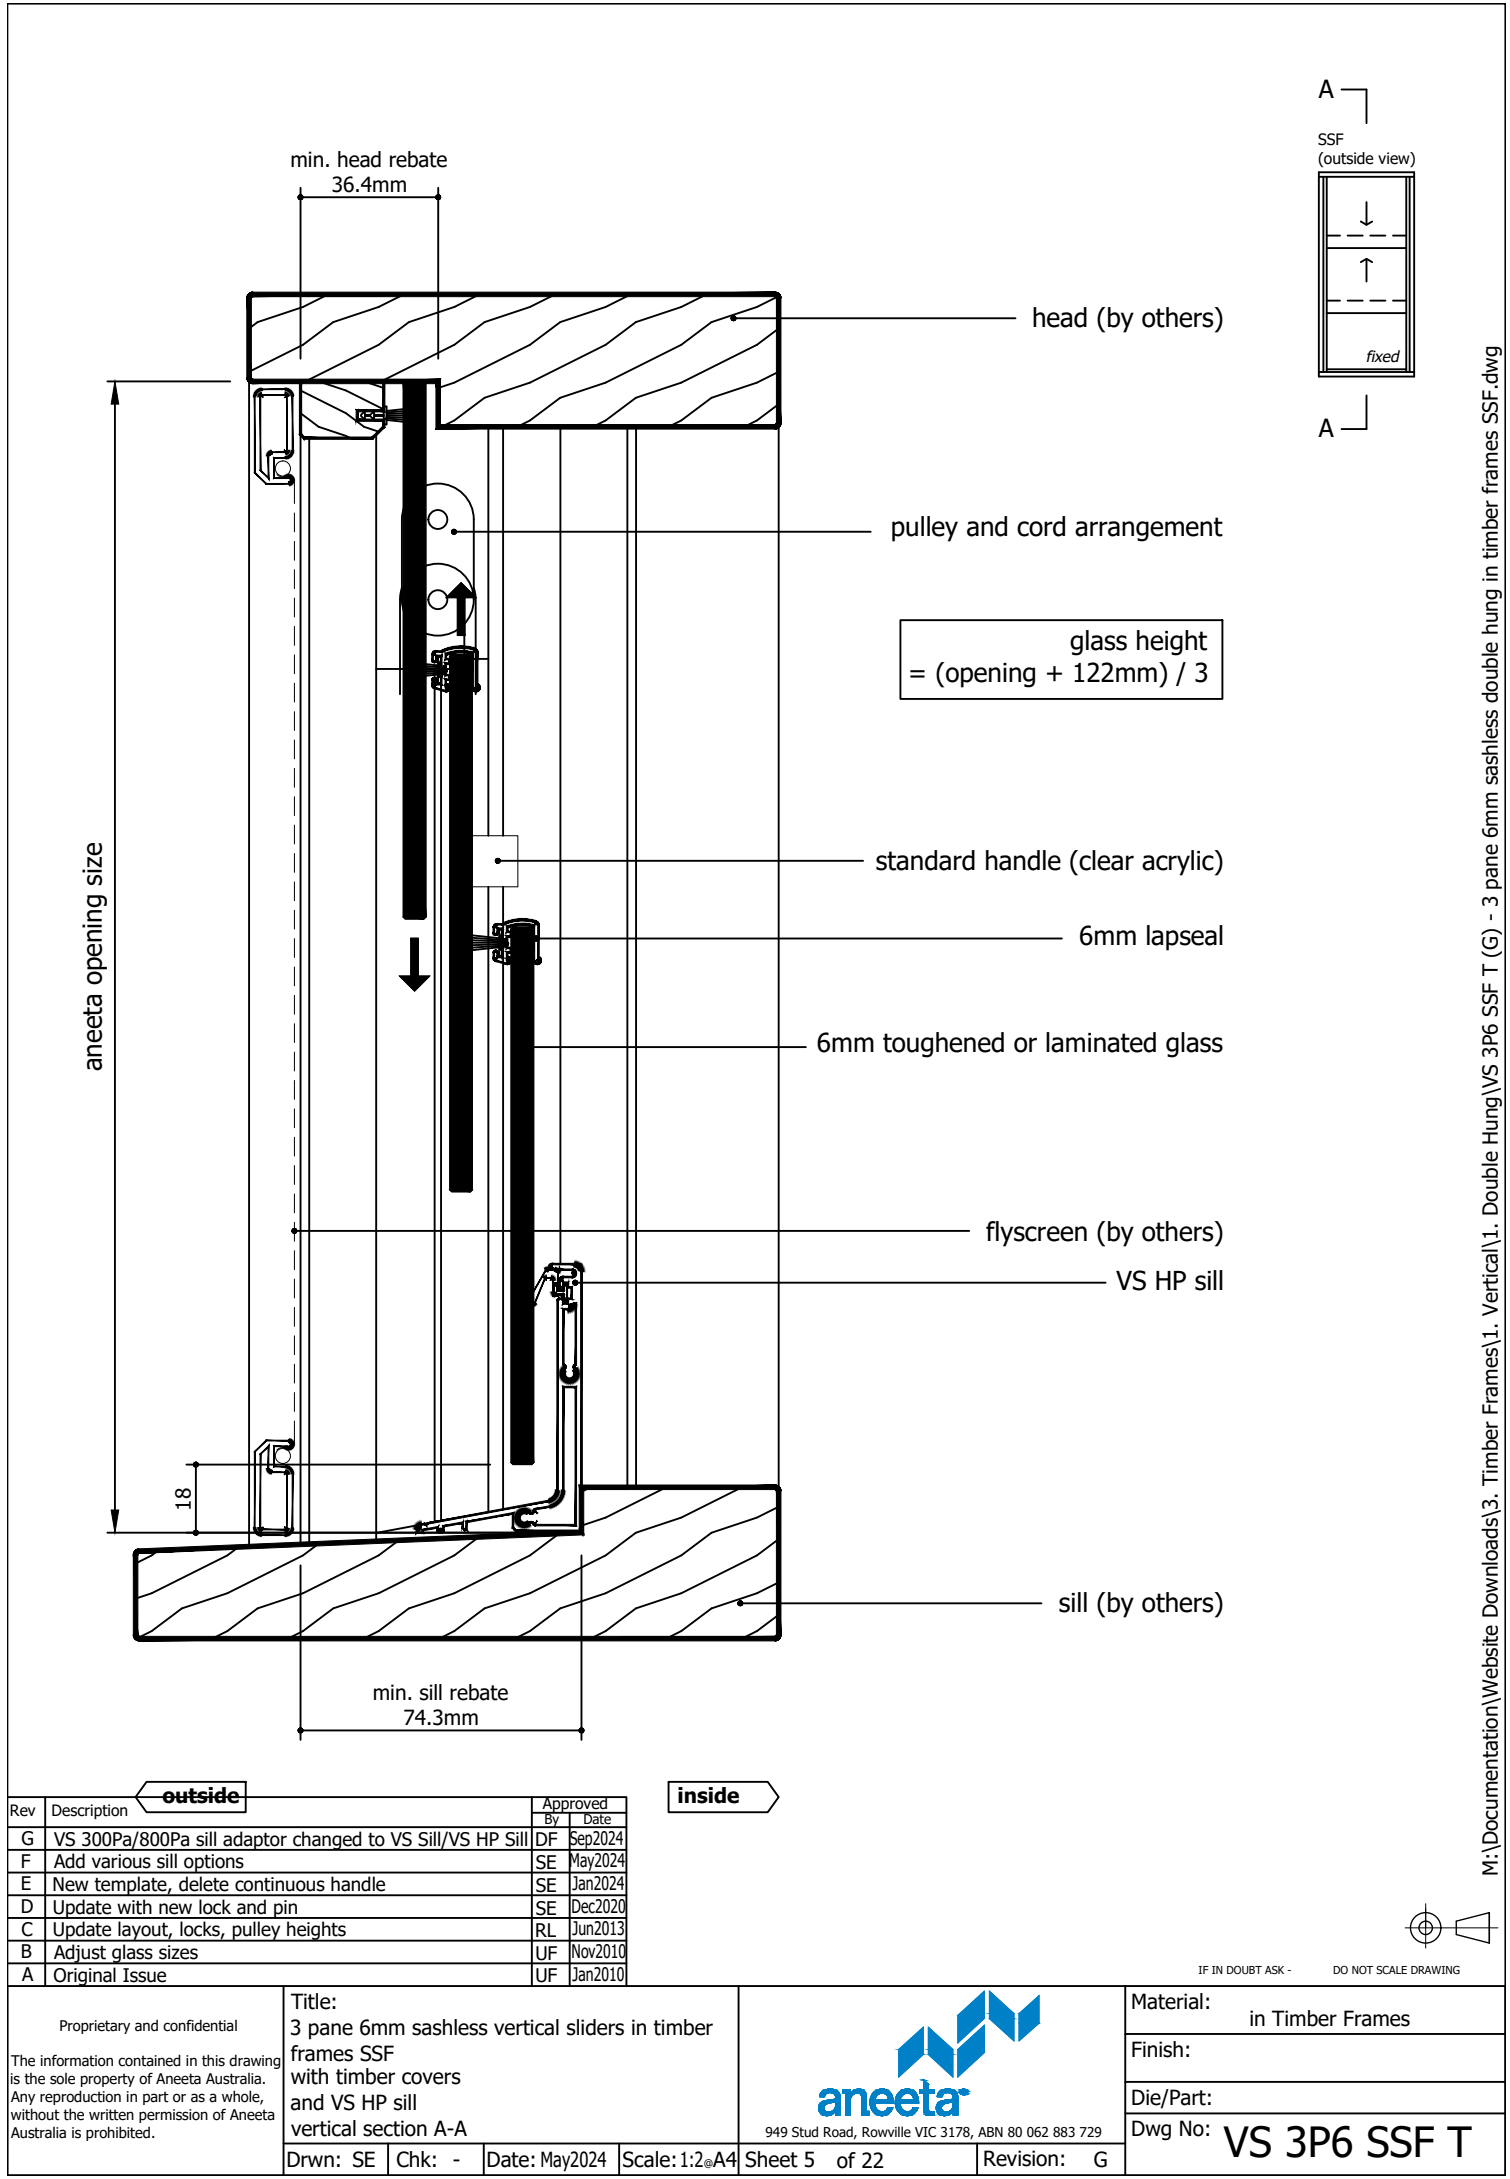 A
SSF
(outside view)
fixed
A
min. head rebate
36.4mm
head (by others)
pulley and cord arrangement
glass height
= (opening + 122mm) / 3
standard handle (clear acrylic)
6mm lapseal
6mm toughened or laminated glass
flyscreen (by others)
VS HP sill
sill (by others)
aneeta opening size
18
min. sill rebate
74.3mm
outside
inside
M:\Documentation\Website Downloads\3. Timber Frames\1. Vertical\1. Double Hung\VS 3P6 SSF T (G) - 3 pane 6mm sashless double hung in timber frames SSF.dwg
Rev Description Approved
By Date
G VS 300Pa/800Pa sill adaptor changed to VS Sill/VS HP Sill DF Sep2024
F Add various sill options SE May2024
E New template, delete continuous handle SE Jan2024
D Update with new lock and pin SE Dec2020
C Update layout, locks, pulley heights RL Jun2013
B Adjust glass sizes UF Nov2010
A Original Issue UF Jan2010
IF IN DOUBT ASK - DO NOT SCALE DRAWING
Proprietary and confidential
The information contained in this drawing
is the sole property of Aneeta Australia.
Any reproduction in part or as a whole,
without the written permission of Aneeta
Australia is prohibited.
Title:
3 pane 6mm sashless vertical sliders in timber
frames SSF
with timber covers
and VS HP sill
vertical section A-A
Drwn: SE Chk: - Date: May2024 Scale: 1:2@A4 Sheet 5 of 22 Revision: G
aneeta
949 Stud Road, Rowville VIC 3178, ABN 80 062 883 729
Material:
in Timber Frames
Finish:
Die/Part:
Dwg No: VS 3P6 SSF T